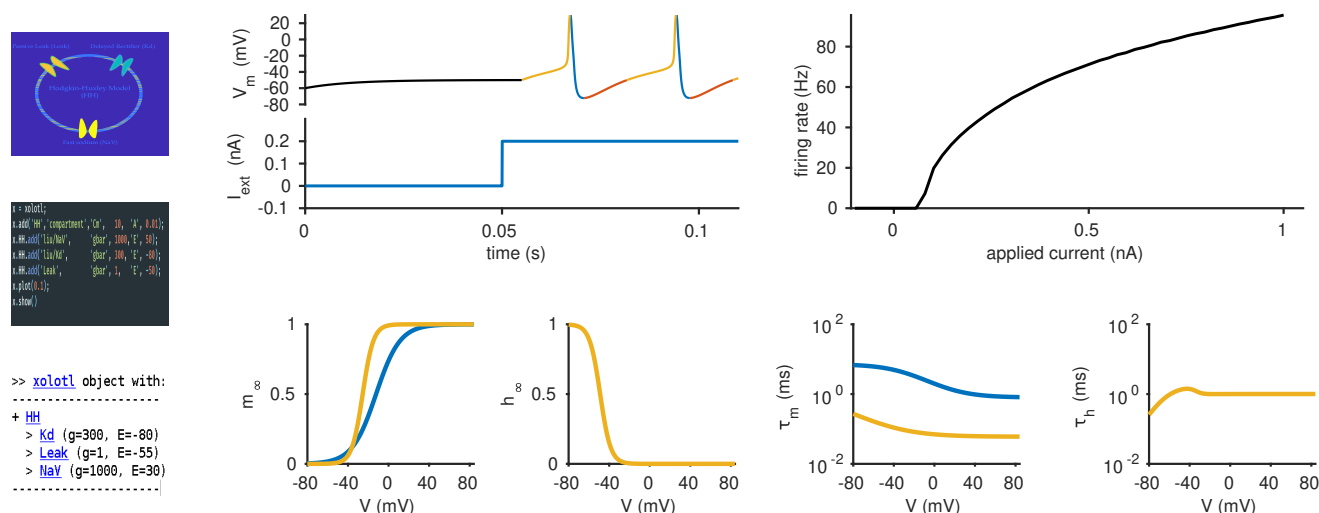 Passive Leak (Leak)
Delayed Rectifier (Kd)
Hodgkin-Huxley Model
(HH)
Fast sodium (NaV)
x = xolotl;
x.add('HH','compartment','Cm', 10, 'A', 0.01);
x.HH.add('liu/NaV', 'gbar', 1000,'E', 50);
x.HH.add('liu/Kd', 'gbar', 300, 'E', -80);
x.HH.add('Leak', 'gbar', 1, 'E', -50);
x.plot(0.1);
x.show()
>> xolotl object with:
---------------------
+ HH
> Kd (g=300, E=-80)
> Leak (g=1, E=-55)
> NaV (g=1000, E=30)
---------------------
V_m (mV)
20
0
-20
-40
-60
-80
I_ext (nA)
0.2
0.1
0
-0.1
0 0.05 0.1
time (s)
firing rate (Hz)
80
60
40
20
0
0 0.5 1
applied current (nA)
m_∞
1
0.5
0
-80 -40 0 40 80
V (mV)
h_∞
1
0.5
0
-80 -40 0 40 80
V (mV)
τ_m (ms)
10^2
10^0
10^-2
-80 -40 0 40 80
V (mV)
τ_h (ms)
10^2
10^0
10^-2
-80 -40 0 40 80
V (mV)